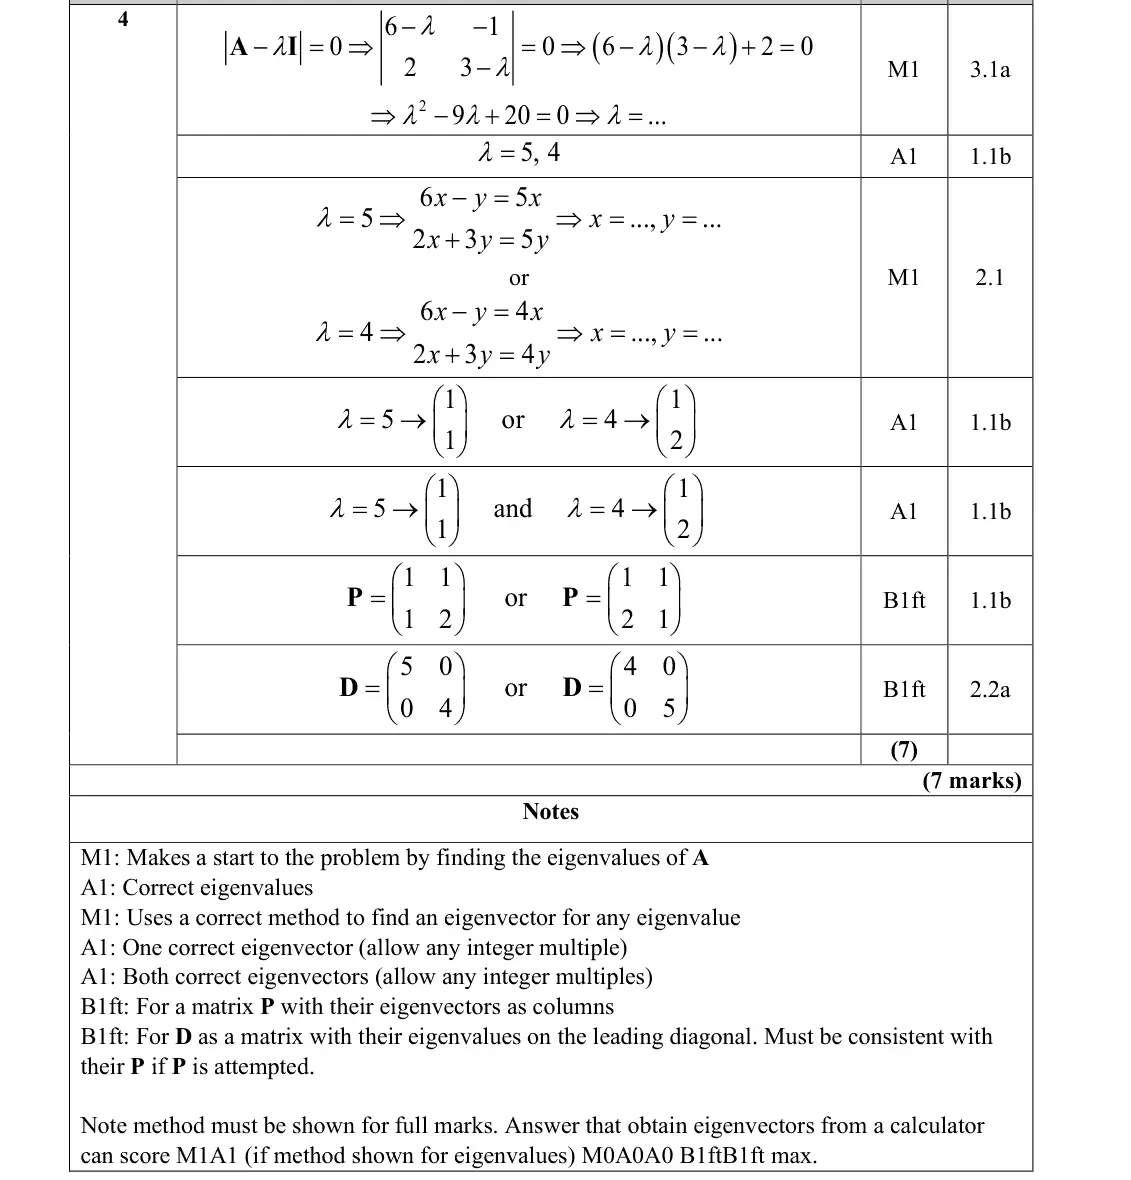 4
|A − λI| = 0 ⇒ |6 − λ  −1; 2  3 − λ| = 0 ⇒ (6 − λ)(3 − λ) + 2 = 0
⇒ λ² − 9λ + 20 = 0 ⇒ λ = ...
M1 3.1a
λ = 5, 4 A1 1.1b
6x − y = 5x
λ = 5 ⇒ ⇒ x = ..., y = ...
2x + 3y = 5y
or
M1 2.1
6x − y = 4x
λ = 4 ⇒ ⇒ x = ..., y = ...
2x + 3y = 4y
λ = 5 → (1; 1) or λ = 4 → (1; 2) A1 1.1b
λ = 5 → (1; 1) and λ = 4 → (1; 2) A1 1.1b
P = (1 1; 1 2) or P = (1 1; 2 1) B1ft 1.1b
D = (5 0; 0 4) or D = (4 0; 0 5) B1ft 2.2a
(7)
(7 marks)
Notes
M1: Makes a start to the problem by finding the eigenvalues of A
A1: Correct eigenvalues
M1: Uses a correct method to find an eigenvector for any eigenvalue
A1: One correct eigenvector (allow any integer multiple)
A1: Both correct eigenvectors (allow any integer multiples)
B1ft: For a matrix P with their eigenvectors as columns
B1ft: For D as a matrix with their eigenvalues on the leading diagonal. Must be consistent with
their P if P is attempted.
Note method must be shown for full marks. Answer that obtain eigenvectors from a calculator
can score M1A1 (if method shown for eigenvalues) M0A0A0 B1ftB1ft max.